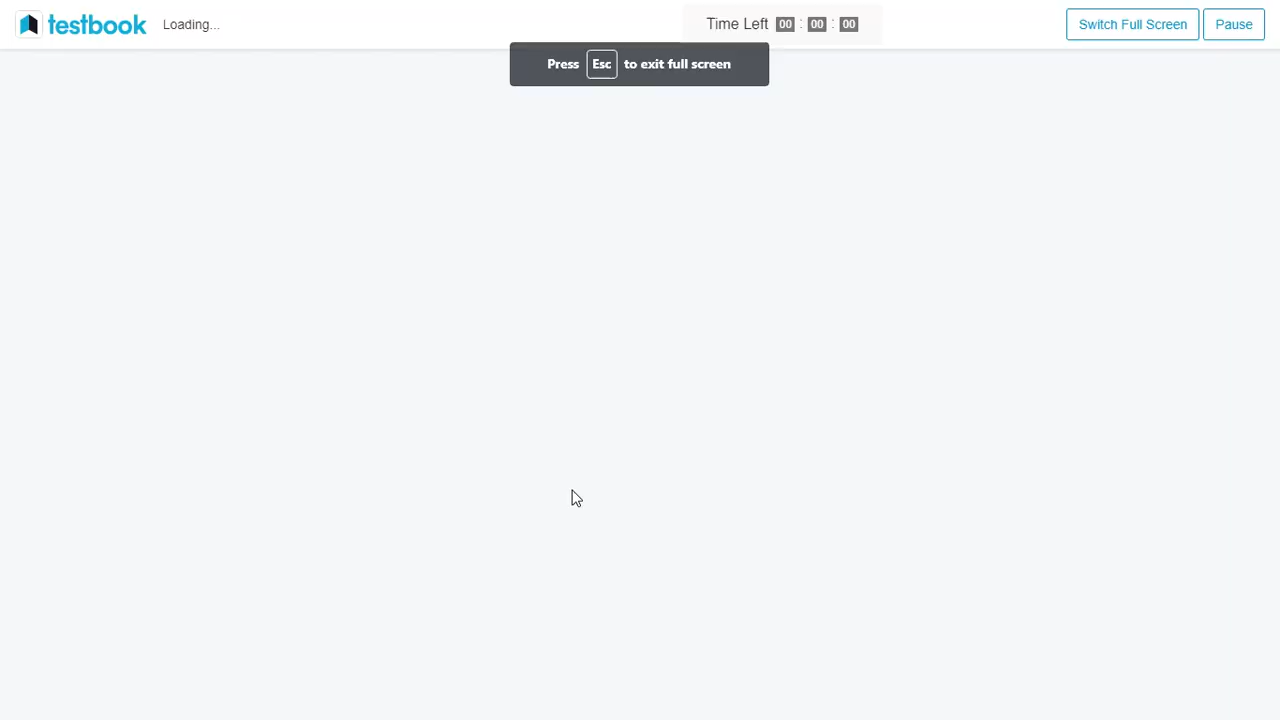 testbook Loading... Time Left 00 : 00 : 00 Switch Full Screen Pause
Press Esc to exit full screen